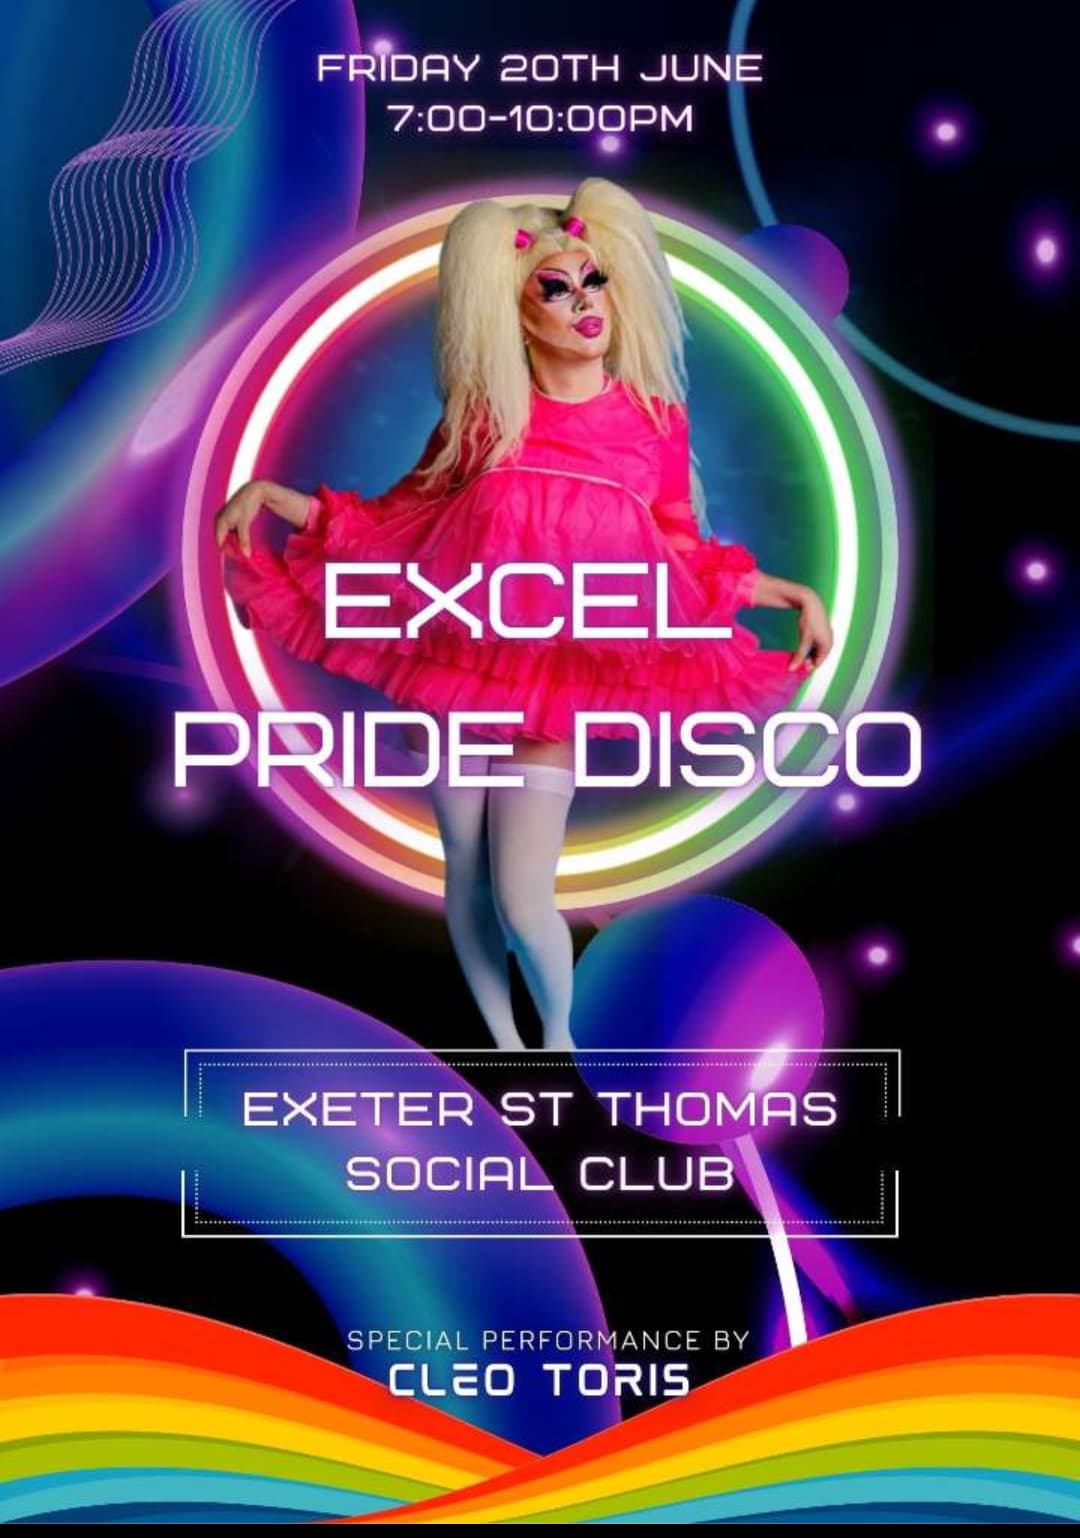 FRIDAY 20TH JUNE
7:00-10:00PM
EXCEL
PRIDE DISCO
EXETER ST THOMAS
SOCIAL CLUB
SPECIAL PERFORMANCE BY
CLEO TORIS